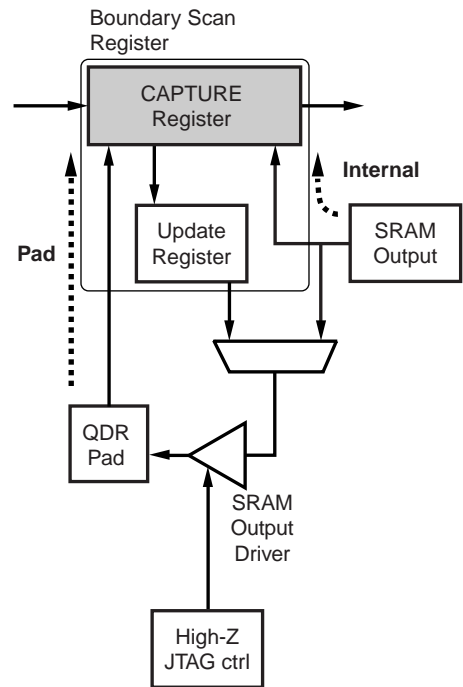 Boundary Scan
Register
CAPTURE
Register
Internal
Pad
Update
Register
SRAM
Output
QDR
Pad
SRAM
Output
Driver
High-Z
JTAG ctrl